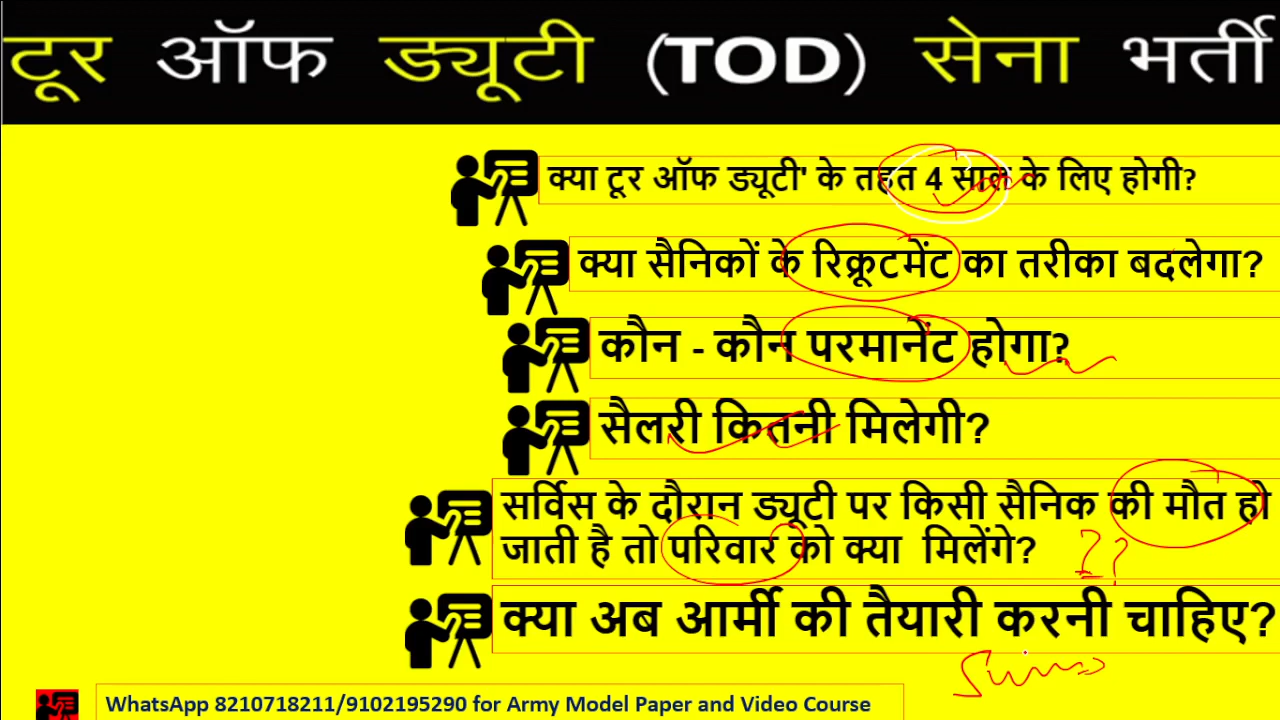 टूर ऑफ ड्यूटी (TOD) सेना भर्ती
क्या टूर ऑफ ड्यूटी' के तहत 4 साल के लिए होगी?
क्या सैनिकों के रिक्रूटमेंट का तरीका बदलेगा?
कौन - कौन परमानेंट होगा?
सैलरी कितनी मिलेगी?
सर्विस के दौरान ड्यूटी पर किसी सैनिक की मौत हो
जाती है तो परिवार को क्या मिलेंगे?
??
क्या अब आर्मी की तैयारी करनी चाहिए?
WhatsApp 8210718211/9102195290 for Army Model Paper and Video Course